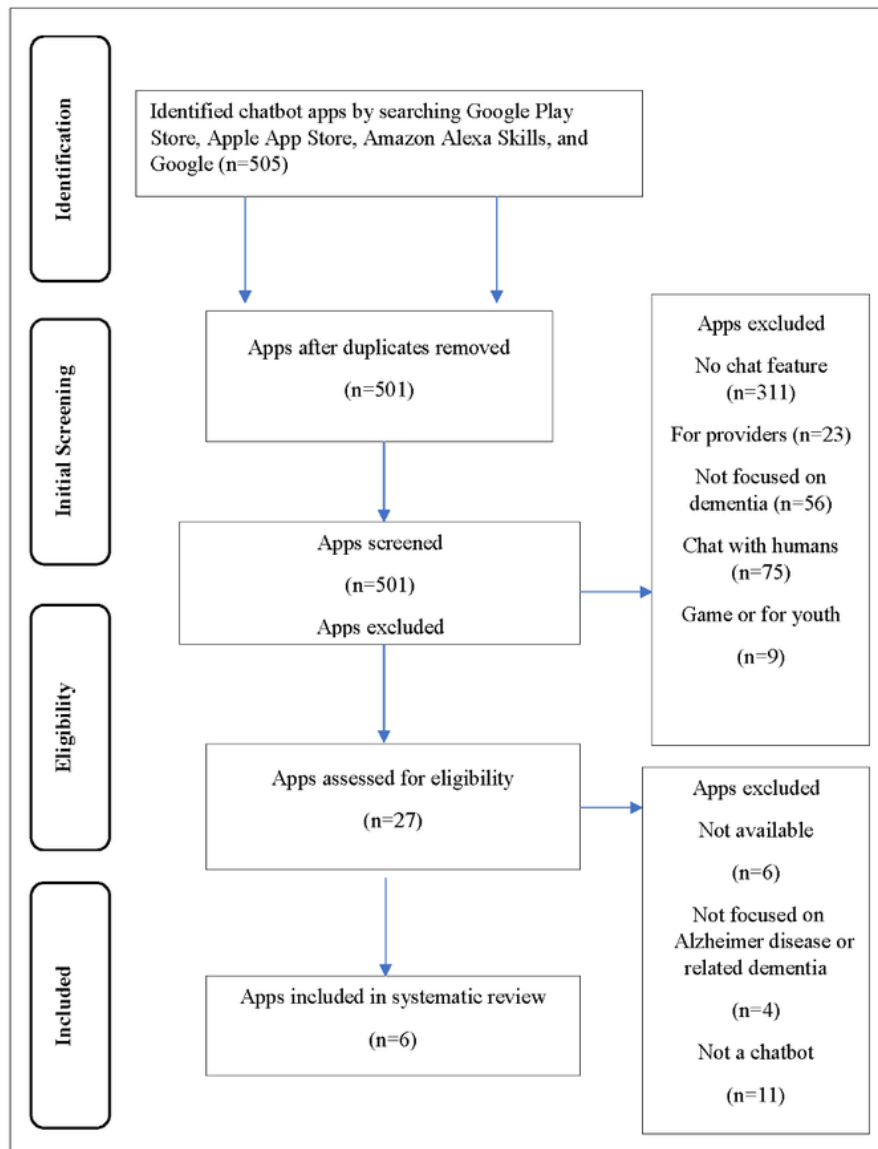 Identification
Identified chatbot apps by searching Google Play
Store, Apple App Store, Amazon Alexa Skills, and
Google (n=505)
Initial Screening
Apps after duplicates removed
(n=501)
Apps screened
(n=501)
Apps excluded
Apps excluded
No chat feature
(n=311)
For providers (n=23)
Not focused on
dementia (n=56)
Chat with humans
(n=75)
Game or for youth
(n=9)
Eligibility
Apps assessed for eligibility
(n=27)
Apps excluded
Not available
(n=6)
Not focused on
Alzheimer disease or
related dementia
(n=4)
Not a chatbot
(n=11)
Included
Apps included in systematic review
(n=6)